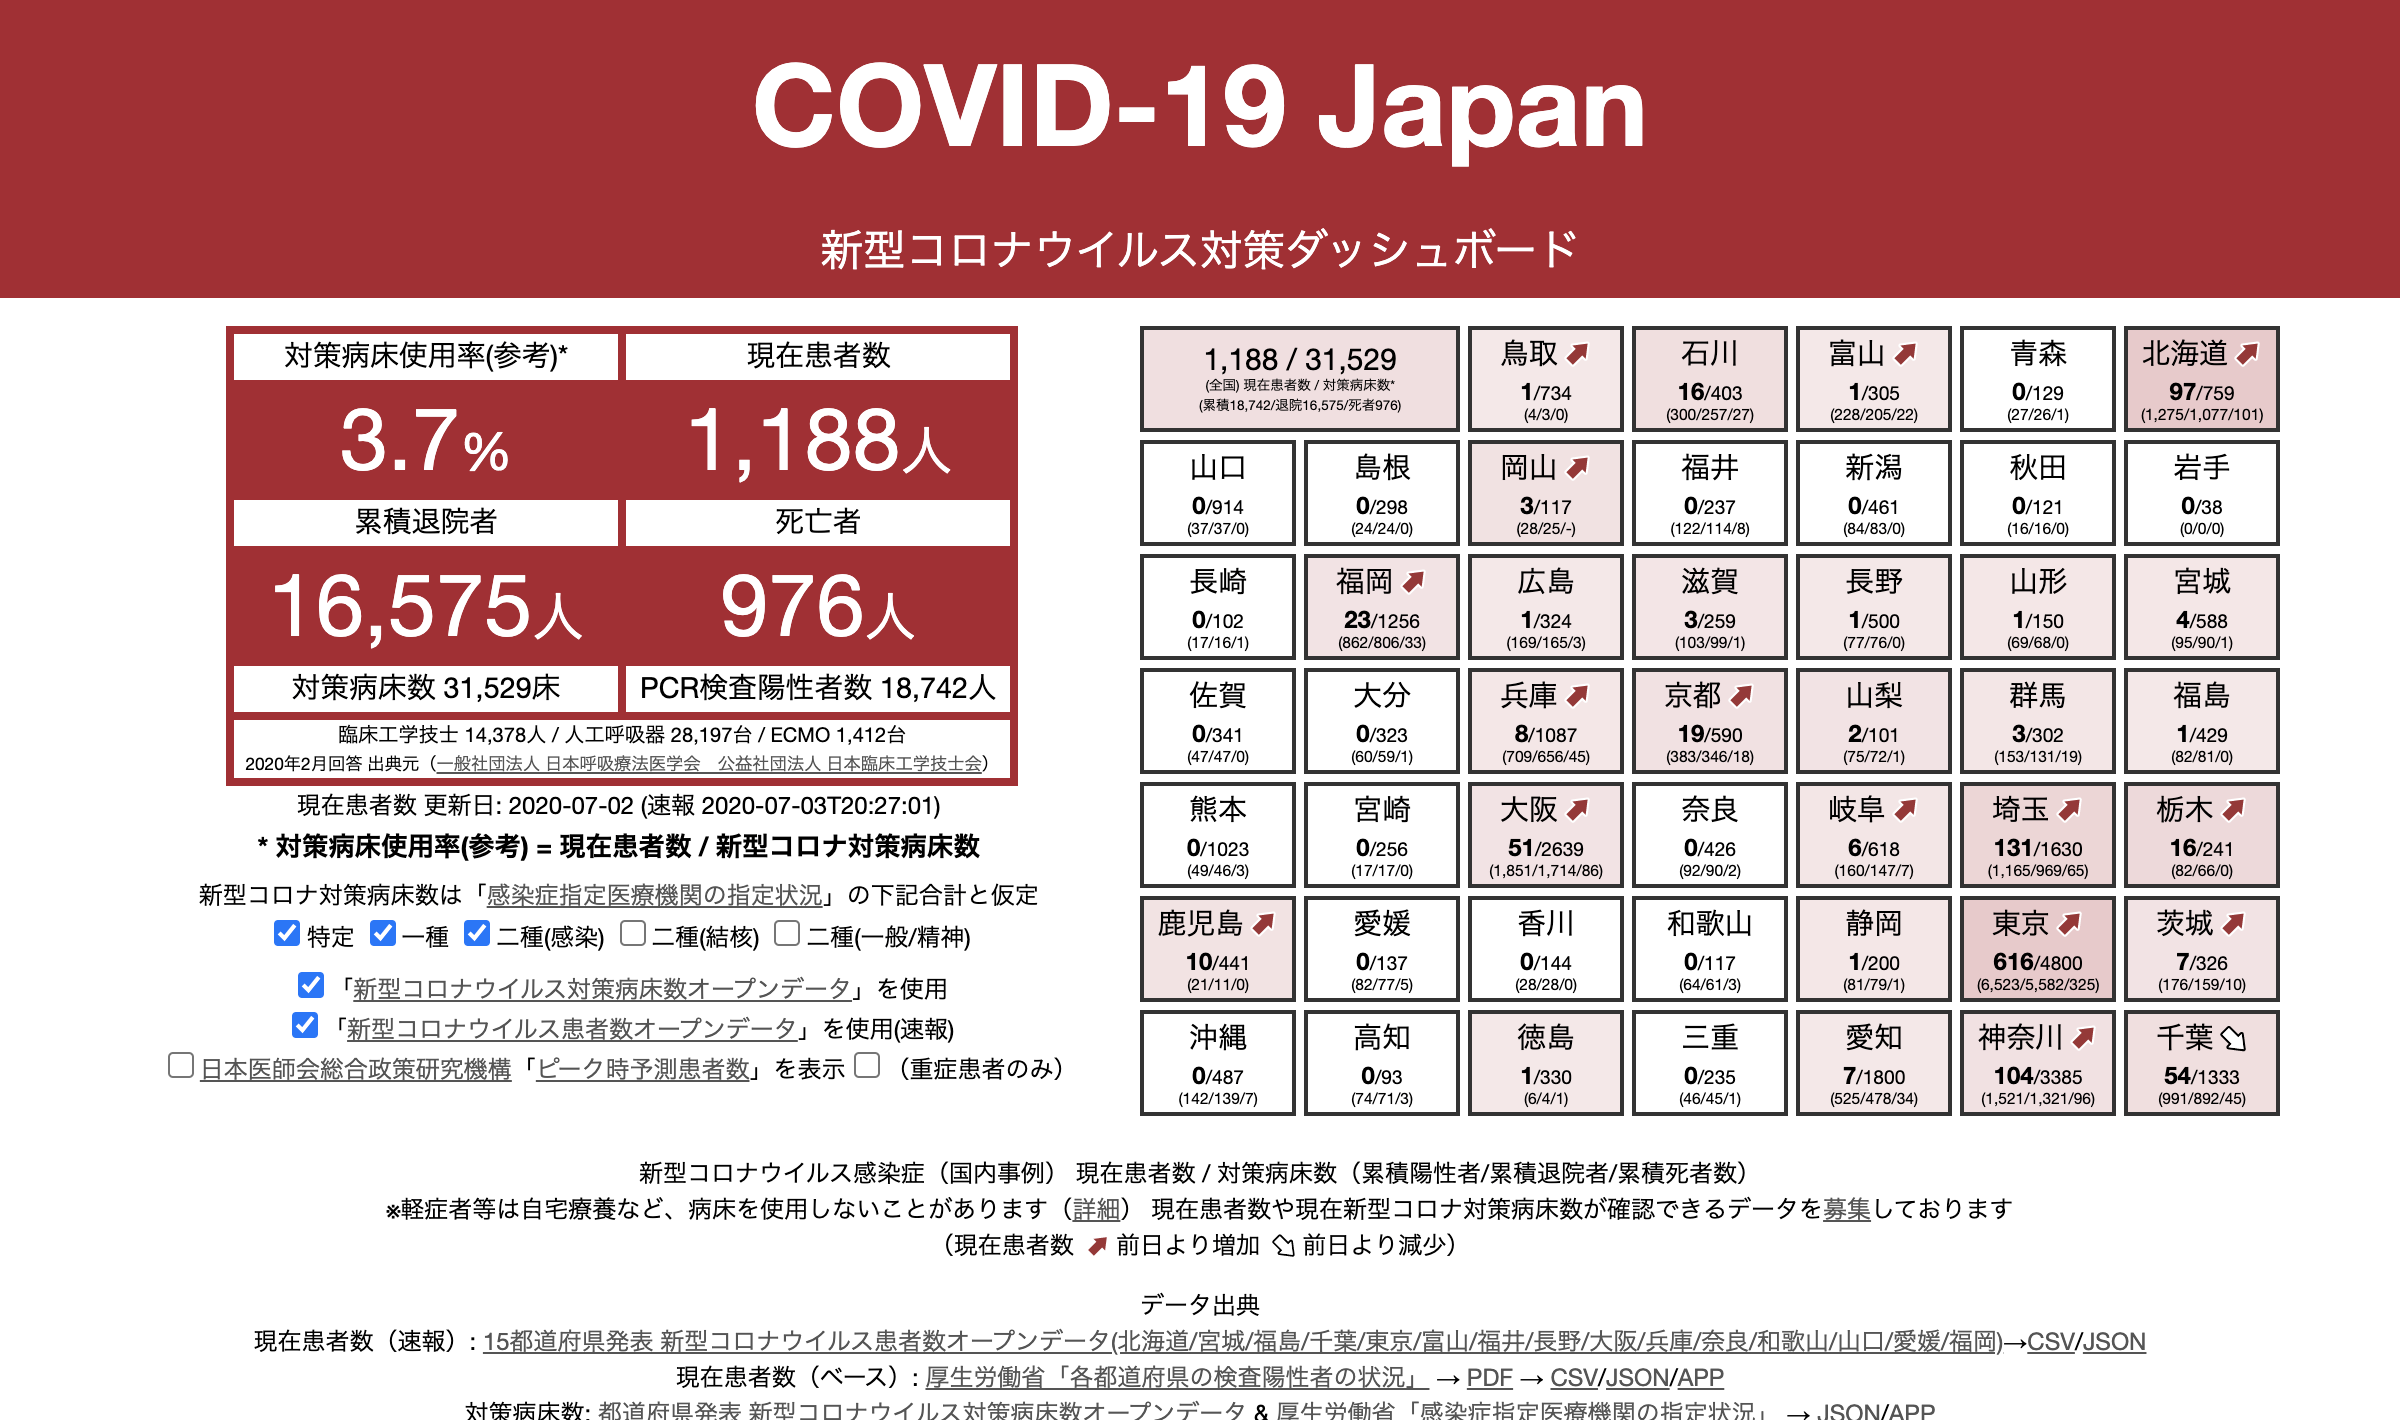 COVID-19 Japan
新型コロナウイルス対策ダッシュボード
対策病床使用率(参考)*
現在患者数
3.7%
1,188人
累積退院者
死亡者
16,575人
976人
対策病床数 31,529床
PCR検査陽性者数 18,742人
臨床工学技士 14,378人 / 人工呼吸器 28,197台 / ECMO 1,412台
2020年2月回答 出典元（一般社団法人 日本呼吸療法医学会　公益社団法人 日本臨床工学技士会）
現在患者数 更新日: 2020-07-02 (速報 2020-07-03T20:27:01)
* 対策病床使用率(参考) = 現在患者数 / 新型コロナ対策病床数
新型コロナ対策病床数は「感染症指定医療機関の指定状況」の下記合計と仮定
特定 一種 二種(感染) 二種(結核) 二種(一般/精神)
「新型コロナウイルス対策病床数オープンデータ」を使用
「新型コロナウイルス患者数オープンデータ」を使用(速報)
日本医師会総合政策研究機構「ピーク時予測患者数」を表示 （重症患者のみ）
1,188 / 31,529
(全国) 現在患者数 / 対策病床数*
(累積18,742/退院16,575/死者976)
鳥取
1/734
(4/3/0)
石川
16/403
(300/257/27)
富山
1/305
(228/205/22)
青森
0/129
(27/26/1)
北海道
97/759
(1,275/1,077/101)
山口
0/914
(37/37/0)
島根
0/298
(24/24/0)
岡山
3/117
(28/25/-)
福井
0/237
(122/114/8)
新潟
0/461
(84/83/0)
秋田
0/121
(16/16/0)
岩手
0/38
(0/0/0)
長崎
0/102
(17/16/1)
福岡
23/1256
(862/806/33)
広島
1/324
(169/165/3)
滋賀
3/259
(103/99/1)
長野
1/500
(77/76/0)
山形
1/150
(69/68/0)
宮城
4/588
(95/90/1)
佐賀
0/341
(47/47/0)
大分
0/323
(60/59/1)
兵庫
8/1087
(709/656/45)
京都
19/590
(383/346/18)
山梨
2/101
(75/72/1)
群馬
3/302
(153/131/19)
福島
1/429
(82/81/0)
熊本
0/1023
(49/46/3)
宮崎
0/256
(17/17/0)
大阪
51/2639
(1,851/1,714/86)
奈良
0/426
(92/90/2)
岐阜
6/618
(160/147/7)
埼玉
131/1630
(1,165/969/65)
栃木
16/241
(82/66/0)
鹿児島
10/441
(21/11/0)
愛媛
0/137
(82/77/5)
香川
0/144
(28/28/0)
和歌山
0/117
(64/61/3)
静岡
1/200
(81/79/1)
東京
616/4800
(6,523/5,582/325)
茨城
7/326
(176/159/10)
沖縄
0/487
(142/139/7)
高知
0/93
(74/71/3)
徳島
1/330
(6/4/1)
三重
0/235
(46/45/1)
愛知
7/1800
(525/478/34)
神奈川
104/3385
(1,521/1,321/96)
千葉
54/1333
(991/892/45)
新型コロナウイルス感染症（国内事例） 現在患者数 / 対策病床数（累積陽性者/累積退院者/累積死者数）
※軽症者等は自宅療養など、病床を使用しないことがあります（詳細） 現在患者数や現在新型コロナ対策病床数が確認できるデータを募集しております
（現在患者数 前日より増加 前日より減少）
データ出典
現在患者数（速報）: 15都道府県発表 新型コロナウイルス患者数オープンデータ(北海道/宮城/福島/千葉/東京/富山/福井/長野/大阪/兵庫/奈良/和歌山/山口/愛媛/福岡)→CSV/JSON
現在患者数（ベース）: 厚生労働省「各都道府県の検査陽性者の状況」 → PDF → CSV/JSON/APP
対策病床数: 都道府県発表 新型コロナウイルス対策病床数オープンデータ & 厚生労働省「感染症指定医療機関の指定状況」 → JSON/APP